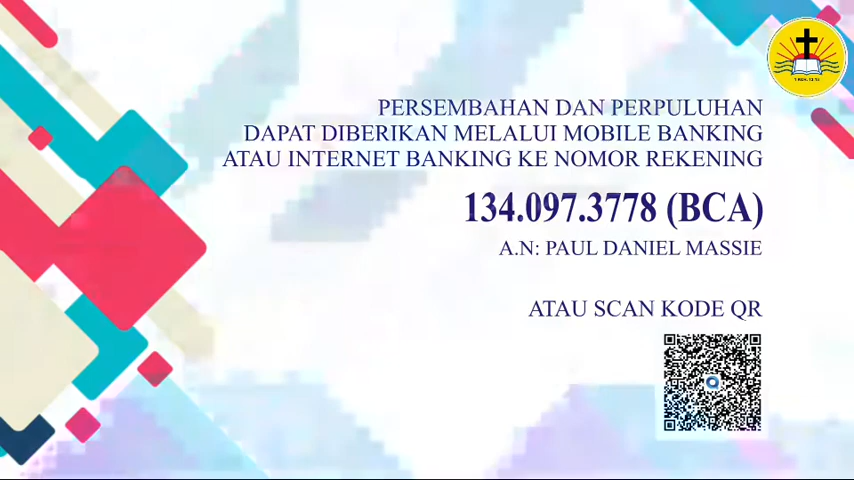 PERSEMBAHAN DAN PERPULUHAN
DAPAT DIBERIKAN MELALUI MOBILE BANKING
ATAU INTERNET BANKING KE NOMOR REKENING
134.097.3778 (BCA)
A.N: PAUL DANIEL MASSIE
ATAU SCAN KODE QR